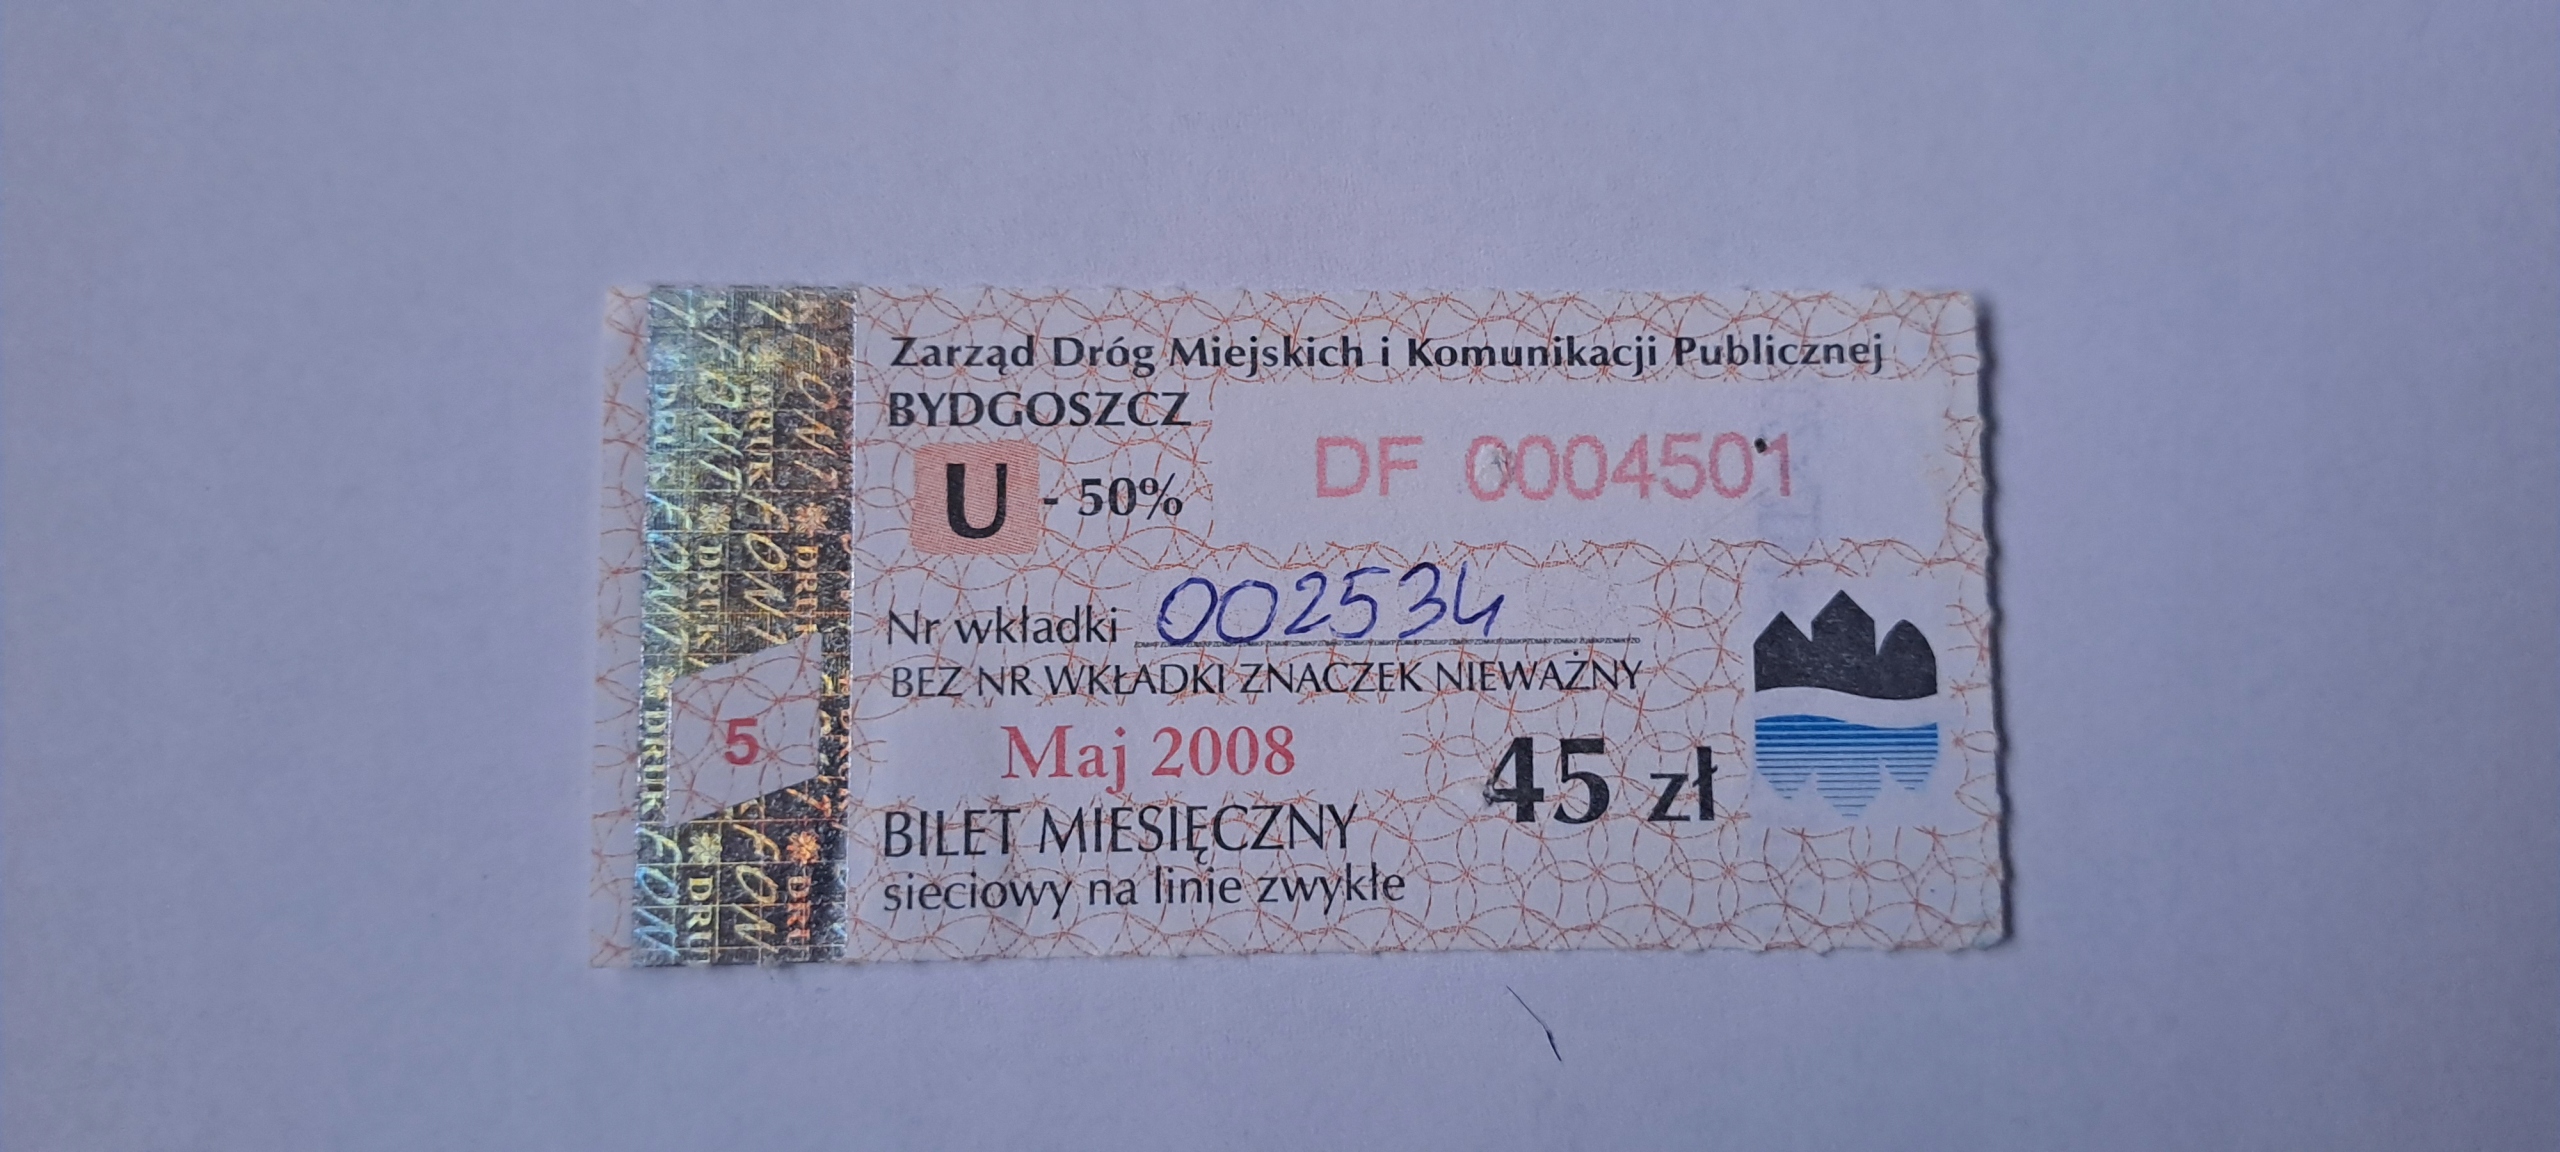 Zarząd Dróg Miejskich i Komunikacji Publicznej
BYDGOSZCZ
U - 50%
DF 0004501
Nr wkładki 002534
BEZ NR WKŁADKI ZNACZEK NIEWAŻNY
5
Maj 2008
45 zł
BILET MIESIĘCZNY
sieciowy na linie zwykłe